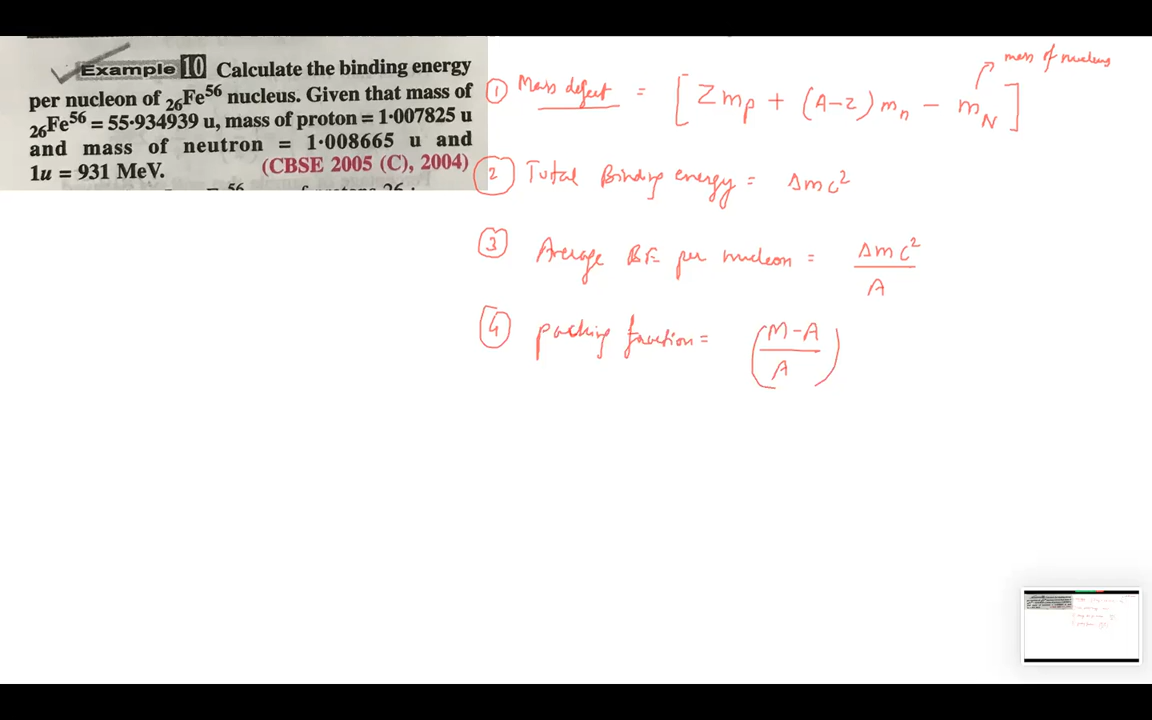 Example 10 Calculate the binding energy
per nucleon of ₂₆Fe⁵⁶ nucleus. Given that mass of
₂₆Fe⁵⁶ = 55·934939 u, mass of proton = 1·007825 u
and mass of neutron = 1·008665 u and
1u = 931 MeV. (CBSE 2005 (C), 2004)
mass of nucleus
① Mass defect = [Zmp + (A-Z) mn - mN]
② Total Binding energy = Δmc²
③ Average BE per nucleon = Δmc²
A
④ packing fraction = (M-A
A)